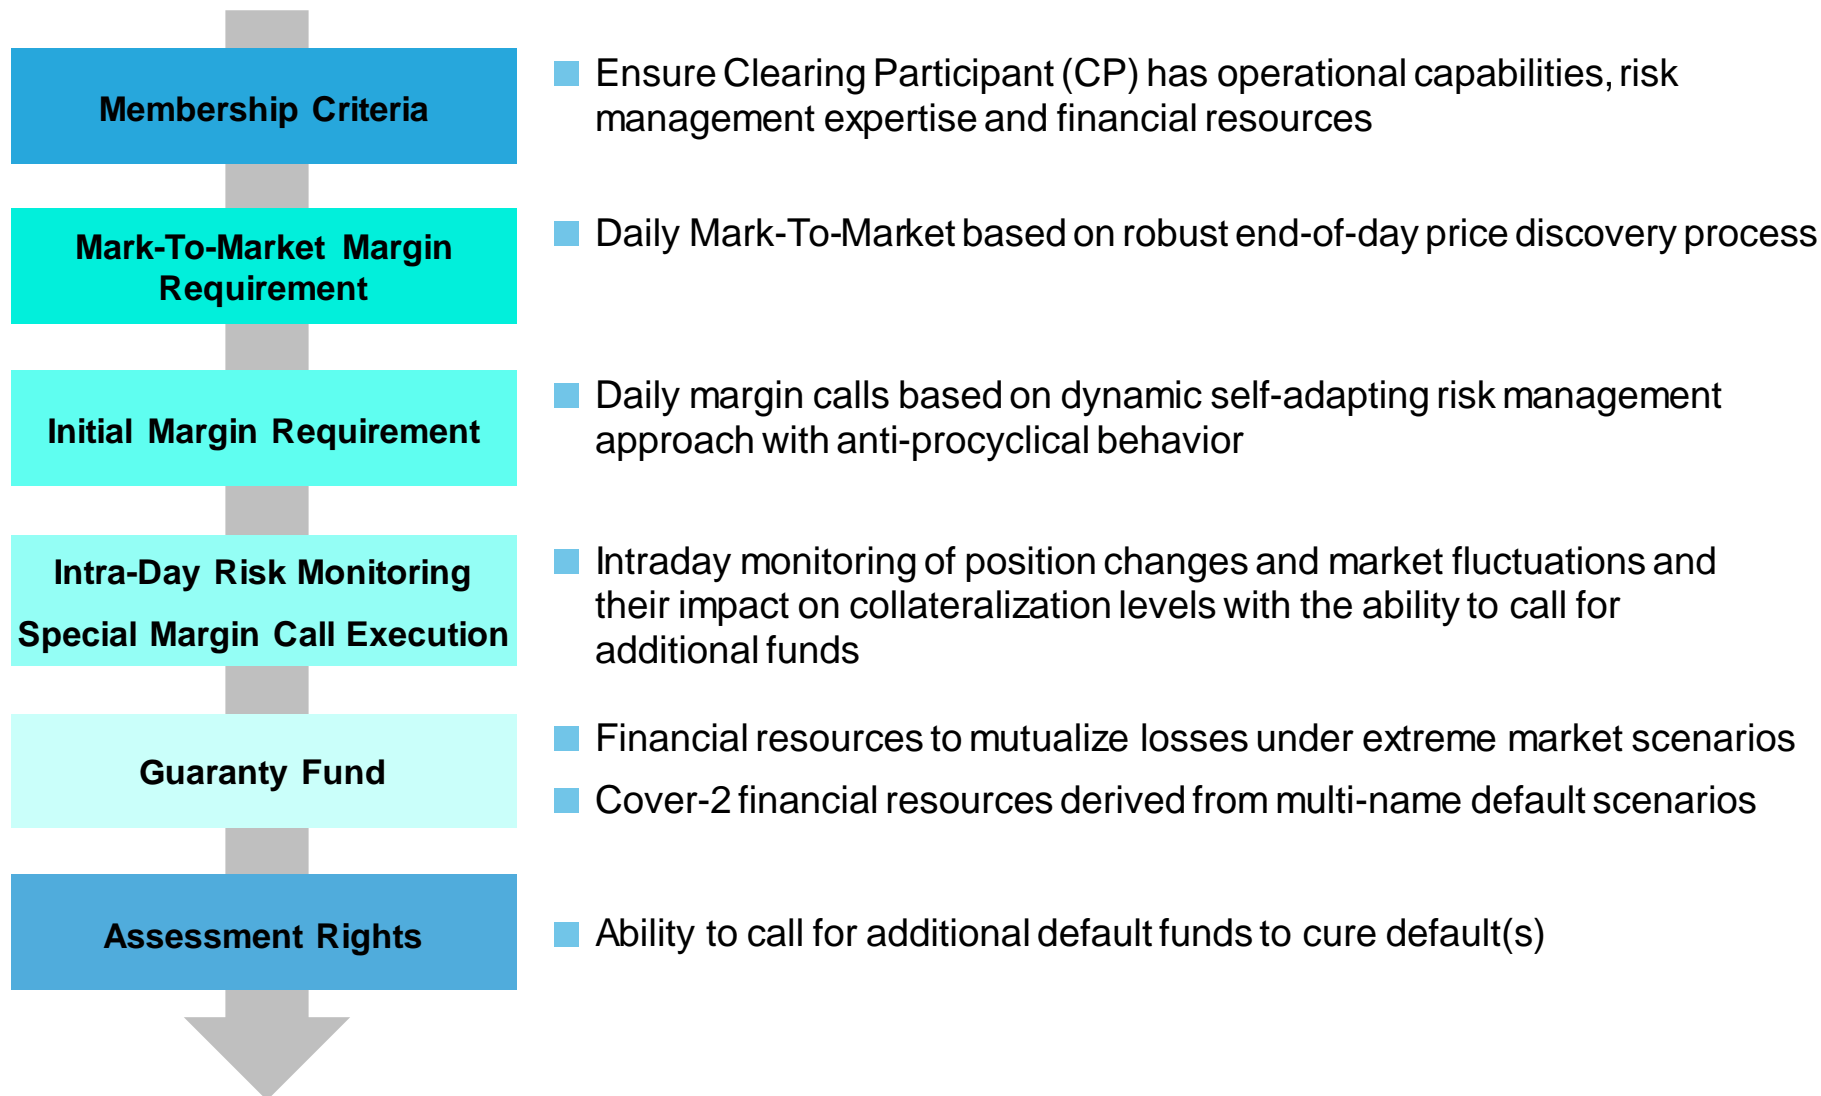 Membership Criteria
Ensure Clearing Participant (CP) has operational capabilities, risk
management expertise and financial resources
Mark-To-Market Margin
Requirement
Daily Mark-To-Market based on robust end-of-day price discovery process
Initial Margin Requirement
Daily margin calls based on dynamic self-adapting risk management
approach with anti-procyclical behavior
Intra-Day Risk Monitoring
Special Margin Call Execution
Intraday monitoring of position changes and market fluctuations and
their impact on collateralization levels with the ability to call for
additional funds
Guaranty Fund
Financial resources to mutualize losses under extreme market scenarios
Cover-2 financial resources derived from multi-name default scenarios
Assessment Rights
Ability to call for additional default funds to cure default(s)